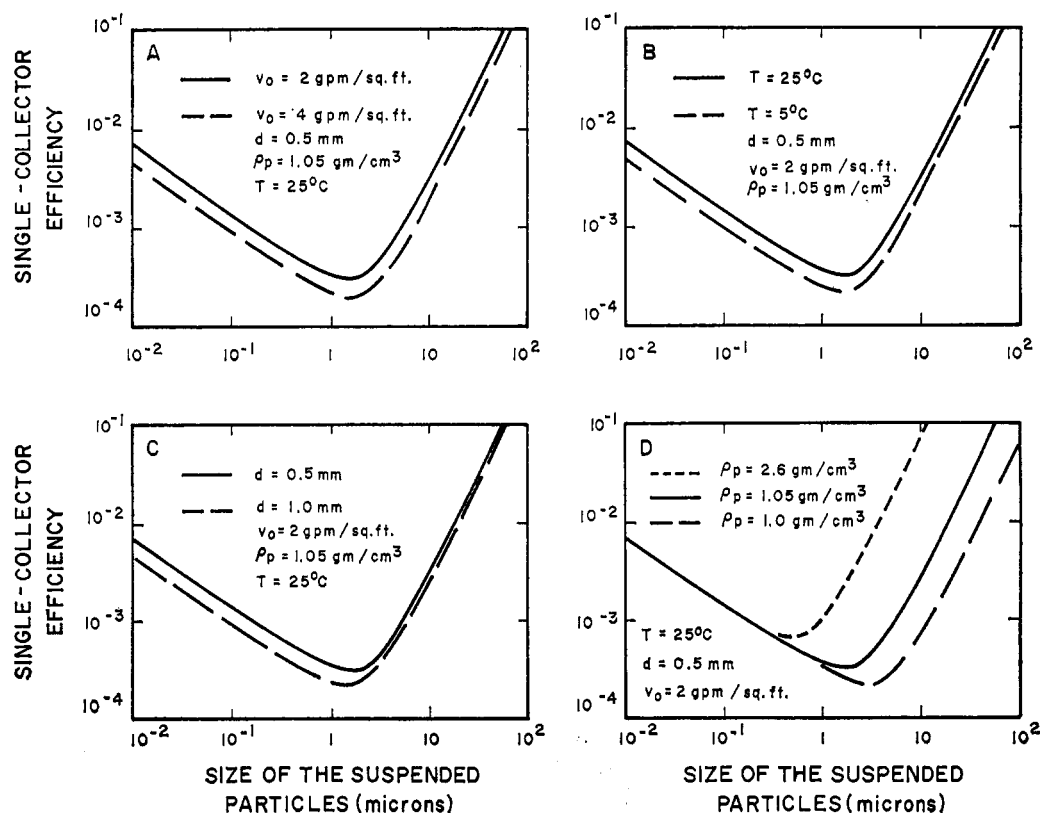 SINGLE-COLLECTOR
EFFICIENCY
A
10⁻¹
10⁻²
10⁻³
10⁻⁴
v₀ = 2 gpm/sq.ft.
v₀ = 4 gpm/sq.ft.
d = 0.5 mm
ρp = 1.05 gm/cm³
T = 25°C
10⁻² 10⁻¹ 1 10 10²
B
10⁻¹
10⁻²
10⁻³
10⁻⁴
T = 25°C
T = 5°C
d = 0.5 mm
v₀ = 2 gpm/sq.ft.
ρp = 1.05 gm/cm³
10⁻² 10⁻¹ 1 10 10²
SINGLE-COLLECTOR
EFFICIENCY
C
10⁻¹
10⁻²
10⁻³
10⁻⁴
d = 0.5 mm
d = 1.0 mm
v₀ = 2 gpm/sq.ft.
ρp = 1.05 gm/cm³
T = 25°C
10⁻² 10⁻¹ 1 10 10²
SIZE OF THE SUSPENDED
PARTICLES (microns)
D
10⁻¹
10⁻²
10⁻³
10⁻⁴
ρp = 2.6 gm/cm³
ρp = 1.05 gm/cm³
ρp = 1.0 gm/cm³
T = 25°C
d = 0.5 mm
v₀ = 2 gpm/sq.ft.
10⁻² 10⁻¹ 1 10 10²
SIZE OF THE SUSPENDED
PARTICLES (microns)